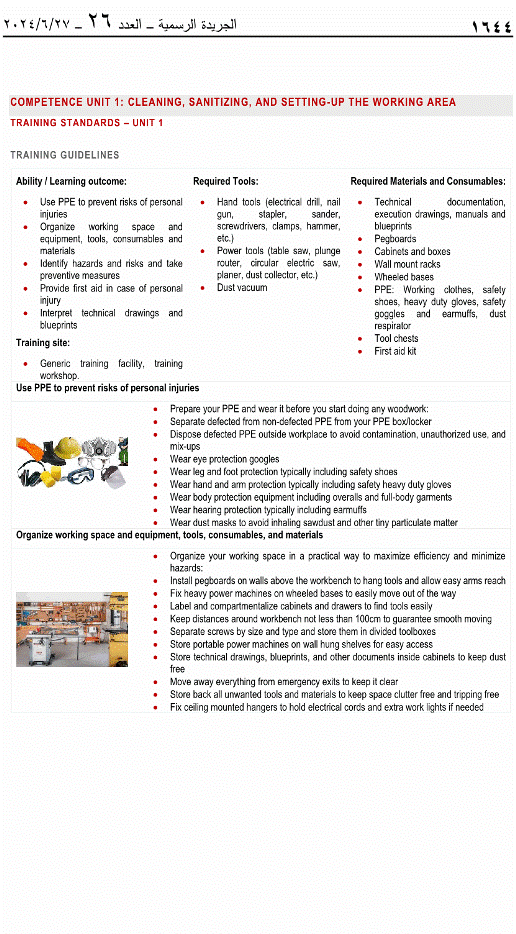 ١٦٤٤
الجريدة الرسمية – العدد ٢٦ – ٢٠٢٤/٦/٢٧
COMPETENCE UNIT 1: CLEANING, SANITIZING, AND SETTING-UP THE WORKING AREA
TRAINING STANDARDS – UNIT 1
TRAINING GUIDELINES
Ability / Learning outcome:
• Use PPE to prevent risks of personal
injuries
• Organize working space and
equipment, tools, consumables and
materials
• Identify hazards and risks and take
preventive measures
• Provide first aid in case of personal
injury
• Interpret technical drawings and
blueprints
Training site:
• Generic training facility, training
workshop.
Required Tools:
• Hand tools (electrical drill, nail
gun, stapler, sander,
screwdrivers, clamps, hammer,
etc.)
• Power tools (table saw, plunge
router, circular electric saw,
planer, dust collector, etc.)
• Dust vacuum
Required Materials and Consumables:
• Technical documentation,
execution drawings, manuals and
blueprints
• Pegboards
• Cabinets and boxes
• Wall mount racks
• Wheeled bases
• PPE: Working clothes, safety
shoes, heavy duty gloves, safety
goggles and earmuffs, dust
respirator
• Tool chests
• First aid kit
Use PPE to prevent risks of personal injuries
• Prepare your PPE and wear it before you start doing any woodwork:
• Separate defected from non-defected PPE from your PPE box/locker
• Dispose defected PPE outside workplace to avoid contamination, unauthorized use, and
mix-ups
• Wear eye protection googles
• Wear leg and foot protection typically including safety shoes
• Wear hand and arm protection typically including safety heavy duty gloves
• Wear body protection equipment including overalls and full-body garments
• Wear hearing protection typically including earmuffs
• Wear dust masks to avoid inhaling sawdust and other tiny particulate matter
Organize working space and equipment, tools, consumables, and materials
• Organize your working space in a practical way to maximize efficiency and minimize
hazards:
• Install pegboards on walls above the workbench to hang tools and allow easy arms reach
• Fix heavy power machines on wheeled bases to easily move out of the way
• Label and compartmentalize cabinets and drawers to find tools easily
• Keep distances around workbench not less than 100cm to guarantee smooth moving
• Separate screws by size and type and store them in divided toolboxes
• Store portable power machines on wall hung shelves for easy access
• Store technical drawings, blueprints, and other documents inside cabinets to keep dust
free
• Move away everything from emergency exits to keep it clear
• Store back all unwanted tools and materials to keep space clutter free and tripping free
• Fix ceiling mounted hangers to hold electrical cords and extra work lights if needed